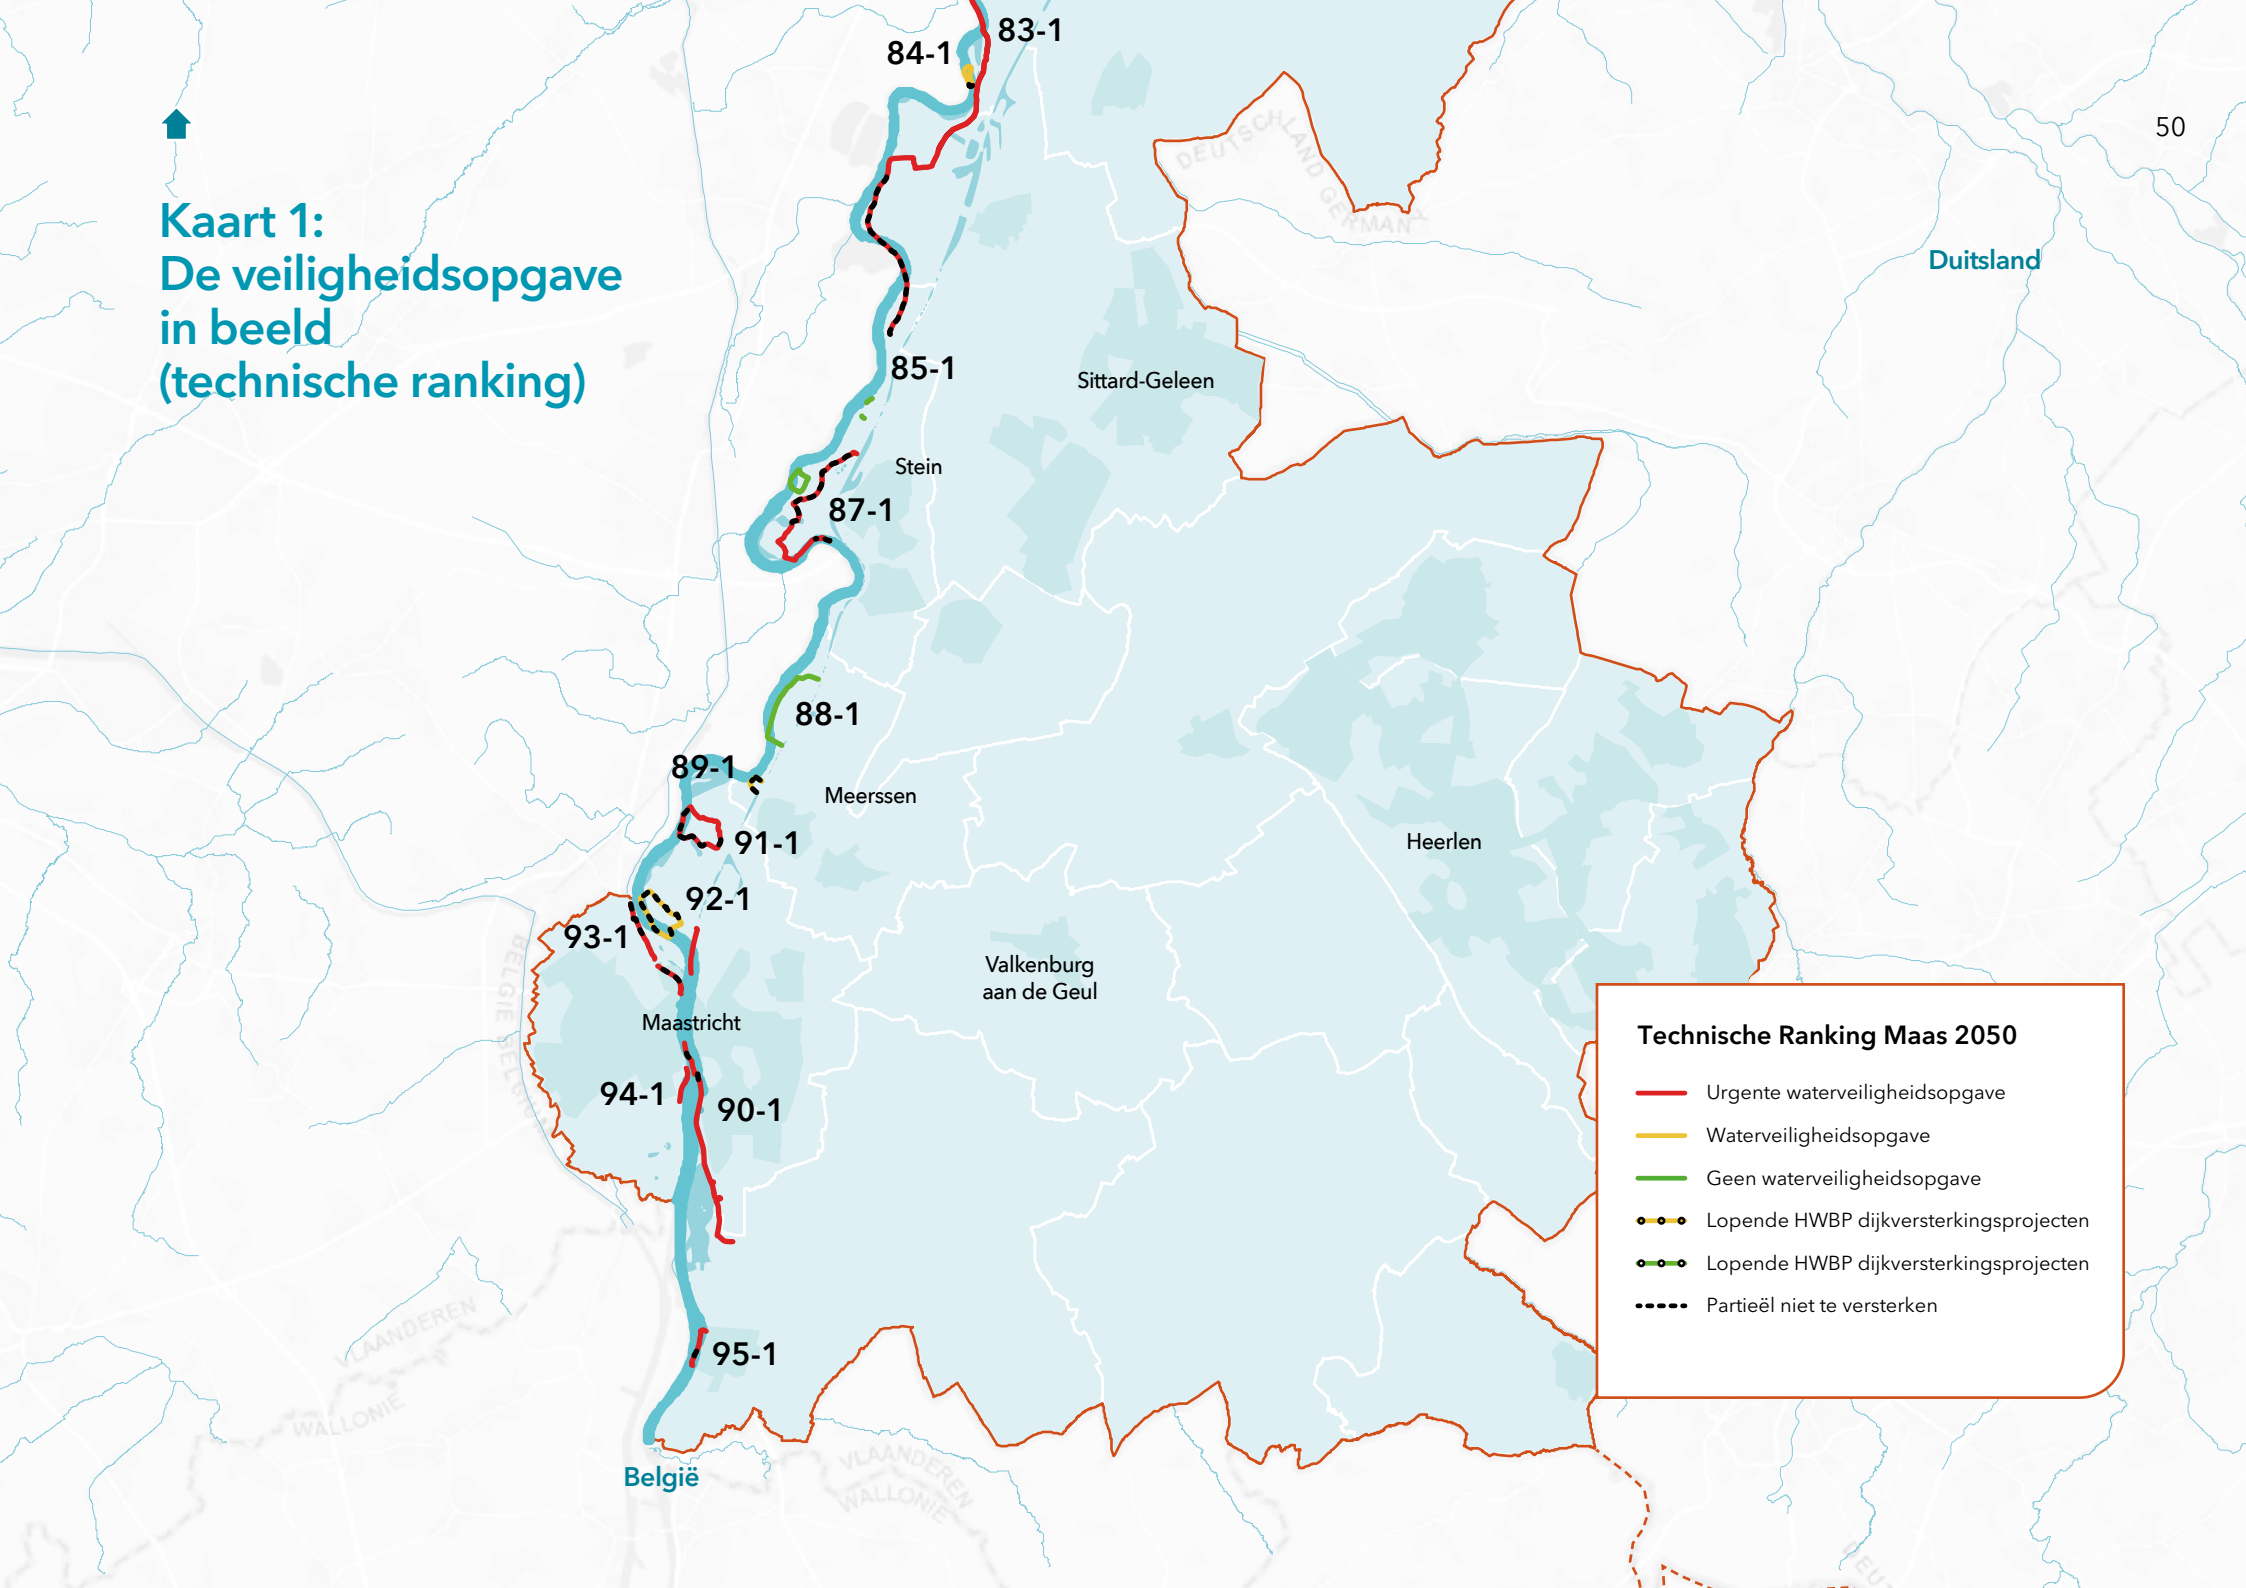 83-1
84-1
50
Kaart 1:
De veiligheidsopgave
in beeld
(technische ranking)
DEUTSCHLAND GERMANY
Duitsland
85-1
Sittard-Geleen
Stein
87-1
88-1
89-1
Meerssen
91-1
Heerlen
92-1
93-1
BELGIE BELGIUM
Valkenburg
aan de Geul
Maastricht
94-1
90-1
Technische Ranking Maas 2050
Urgente waterveiligheidsopgave
Waterveiligheidsopgave
Geen waterveiligheidsopgave
Lopende HWBP dijkversterkingsprojecten
Lopende HWBP dijkversterkingsprojecten
Partieël niet te versterken
VLAANDEREN
WALLONIE
95-1
België
VLAANDEREN
WALLONIE